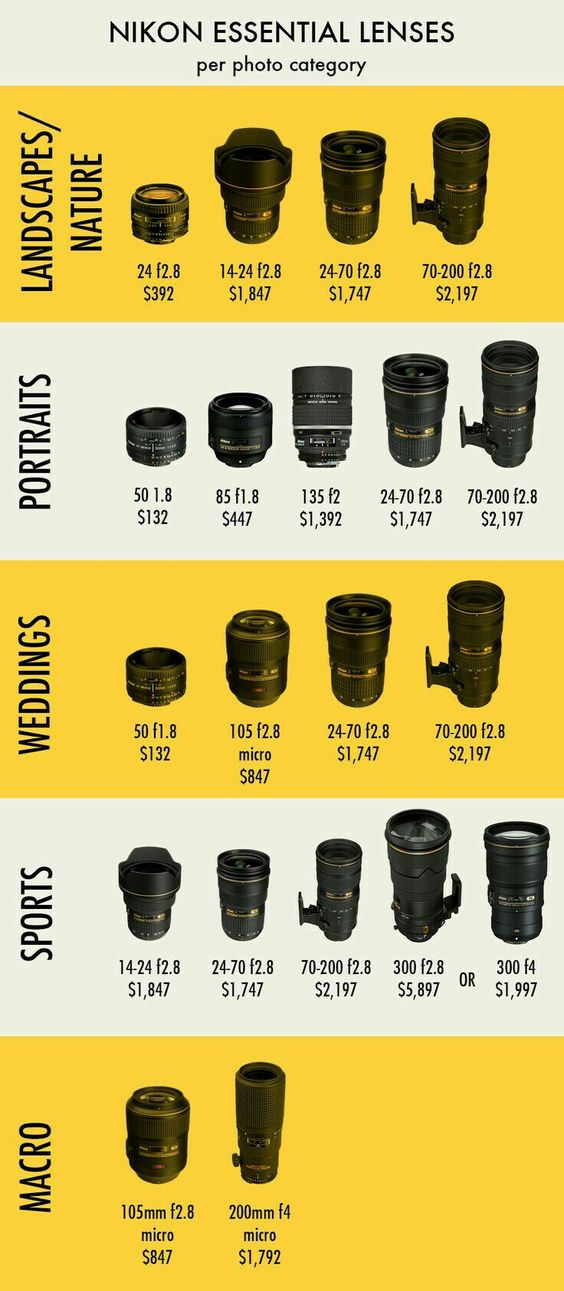 NIKON ESSENTIAL LENSES
per photo category
LANDSCAPES/
NATURE
24 f2.8
$392
14-24 f2.8
$1,847
24-70 f2.8
$1,747
70-200 f2.8
$2,197
PORTRAITS
50 1.8
$132
85 f1.8
$447
135 f2
$1,392
24-70 f2.8
$1,747
70-200 f2.8
$2,197
WEDDINGS
50 f1.8
$132
105 f2.8
micro
$847
24-70 f2.8
$1,747
70-200 f2.8
$2,197
SPORTS
14-24 f2.8
$1,847
24-70 f2.8
$1,747
70-200 f2.8
$2,197
300 f2.8
$5,897
OR
300 f4
$1,997
MACRO
105mm f2.8
micro
$847
200mm f4
micro
$1,792